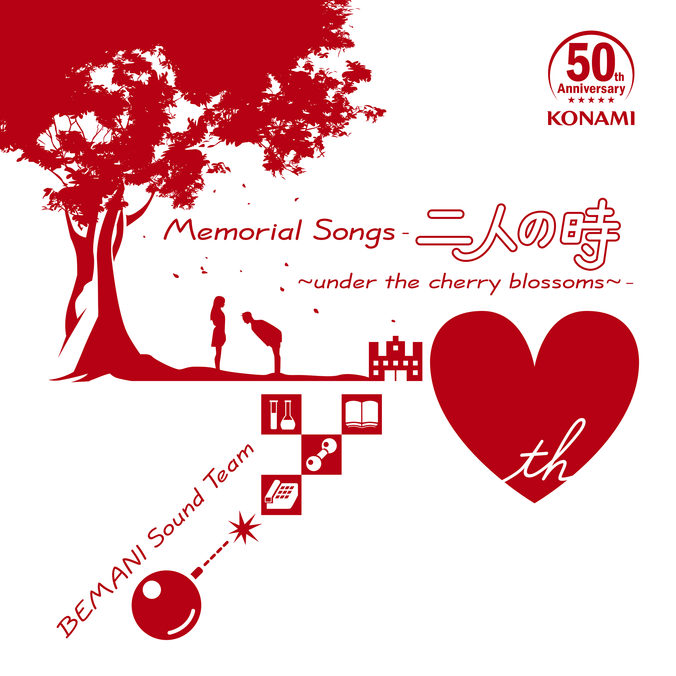 50th
Anniversary
KONAMI
Memorial Songs -二人の時
~under the cherry blossoms~ -
th
BEMANI Sound Team